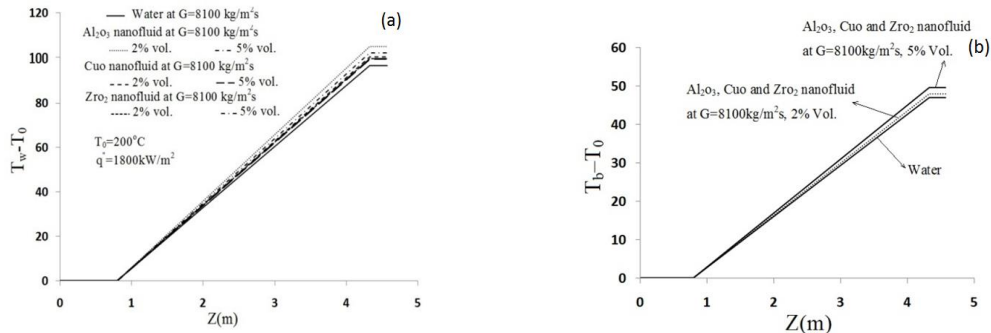 (a)
Water at G=8100 kg/m²s
Al₂o₃ nanofluid at G=8100 kg/m²s
2% vol. 5% vol.
Cuo nanofluid at G=8100 kg/m²s
2% vol. 5% vol.
Zro₂ nanofluid at G=8100 kg/m²s
2% vol. 5% vol.
T₀=200°C
q"=1800kW/m²
T_w-T₀
120
100
80
60
40
20
0
0 1 2 3 4 5
Z(m)
(b)
Al₂o₃, Cuo and Zro₂ nanofluid
at G=8100kg/m²s, 5% Vol.
Al₂o₃, Cuo and Zro₂ nanofluid
at G=8100kg/m²s, 2% Vol.
Water
T_b-T₀
60
50
40
30
20
10
0
0 1 2 3 4 5
Z(m)